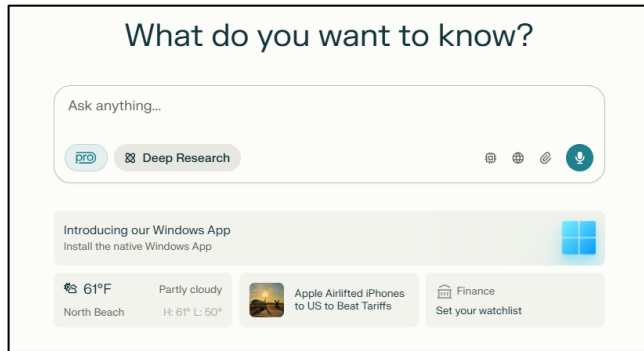 What do you want to know?
Ask anything...
pro
Deep Research
Introducing our Windows App
Install the native Windows App
61°F
Partly cloudy
North Beach
H: 61° L: 50°
Apple Airlifted iPhones
to US to Beat Tariffs
Finance
Set your watchlist